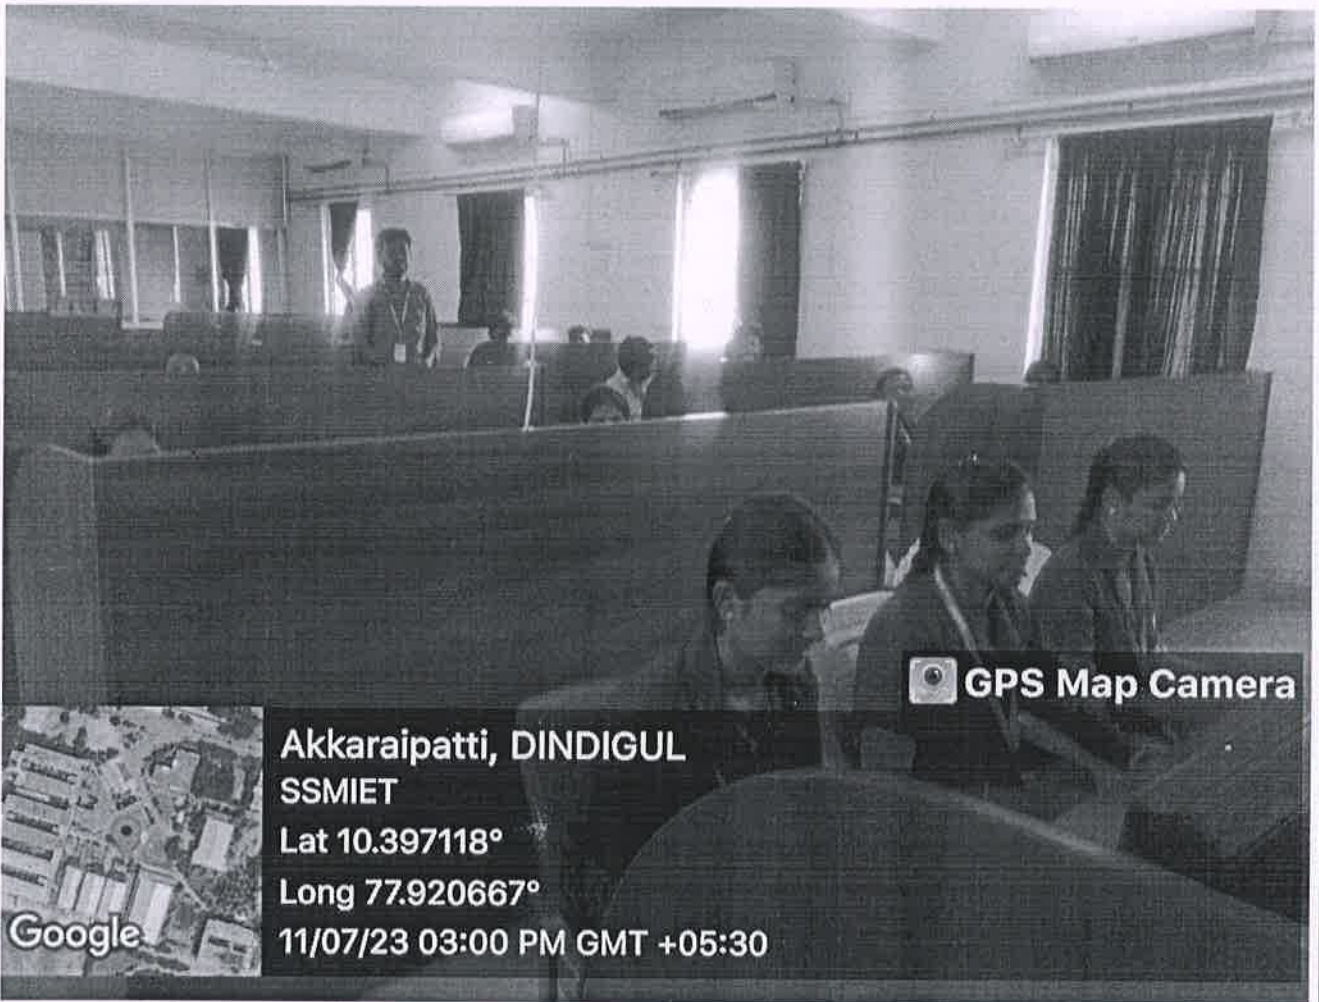 GPS Map Camera
Akkaraipatti, DINDIGUL
SSMIET
Lat 10.397118°
Long 77.920667°
11/07/23 03:00 PM GMT +05:30
Google